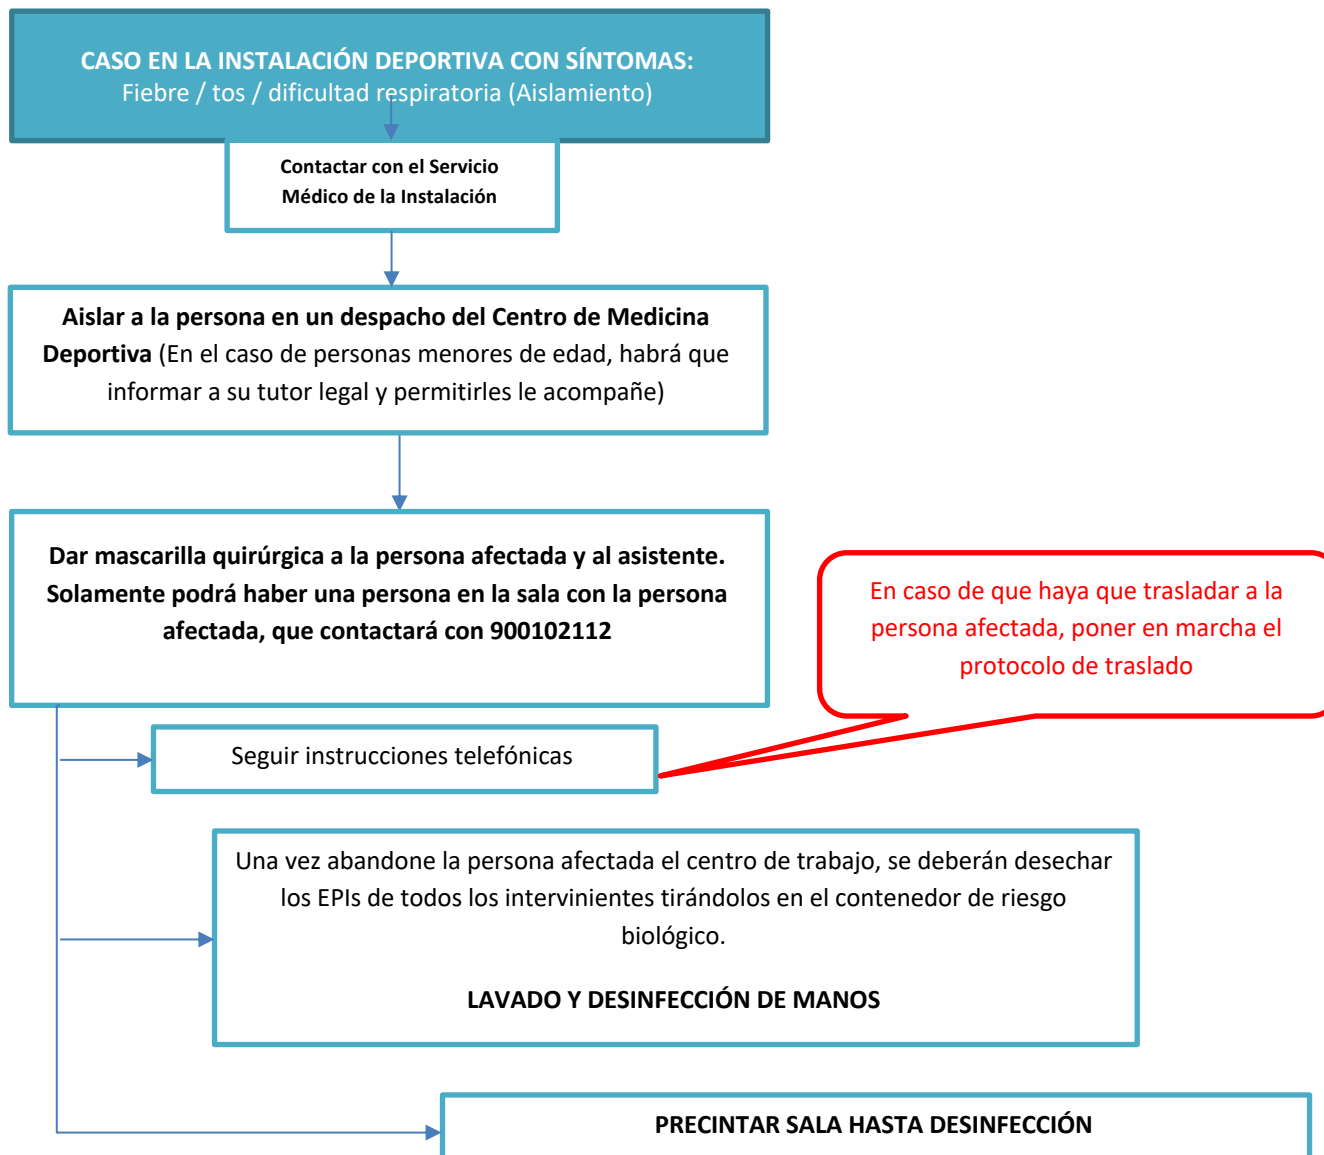 CASO EN LA INSTALACIÓN DEPORTIVA CON SÍNTOMAS:
Fiebre / tos / dificultad respiratoria (Aislamiento)
Contactar con el Servicio
Médico de la Instalación
Aislar a la persona en un despacho del Centro de Medicina
Deportiva (En el caso de personas menores de edad, habrá que
informar a su tutor legal y permitirles le acompañe)
Dar mascarilla quirúrgica a la persona afectada y al asistente.
Solamente podrá haber una persona en la sala con la persona
afectada, que contactará con 900102112
En caso de que haya que trasladar a la
persona afectada, poner en marcha el
protocolo de traslado
Seguir instrucciones telefónicas
Una vez abandone la persona afectada el centro de trabajo, se deberán desechar
los EPIs de todos los intervinientes tirándolos en el contenedor de riesgo
biológico.
LAVADO Y DESINFECCIÓN DE MANOS
PRECINTAR SALA HASTA DESINFECCIÓN